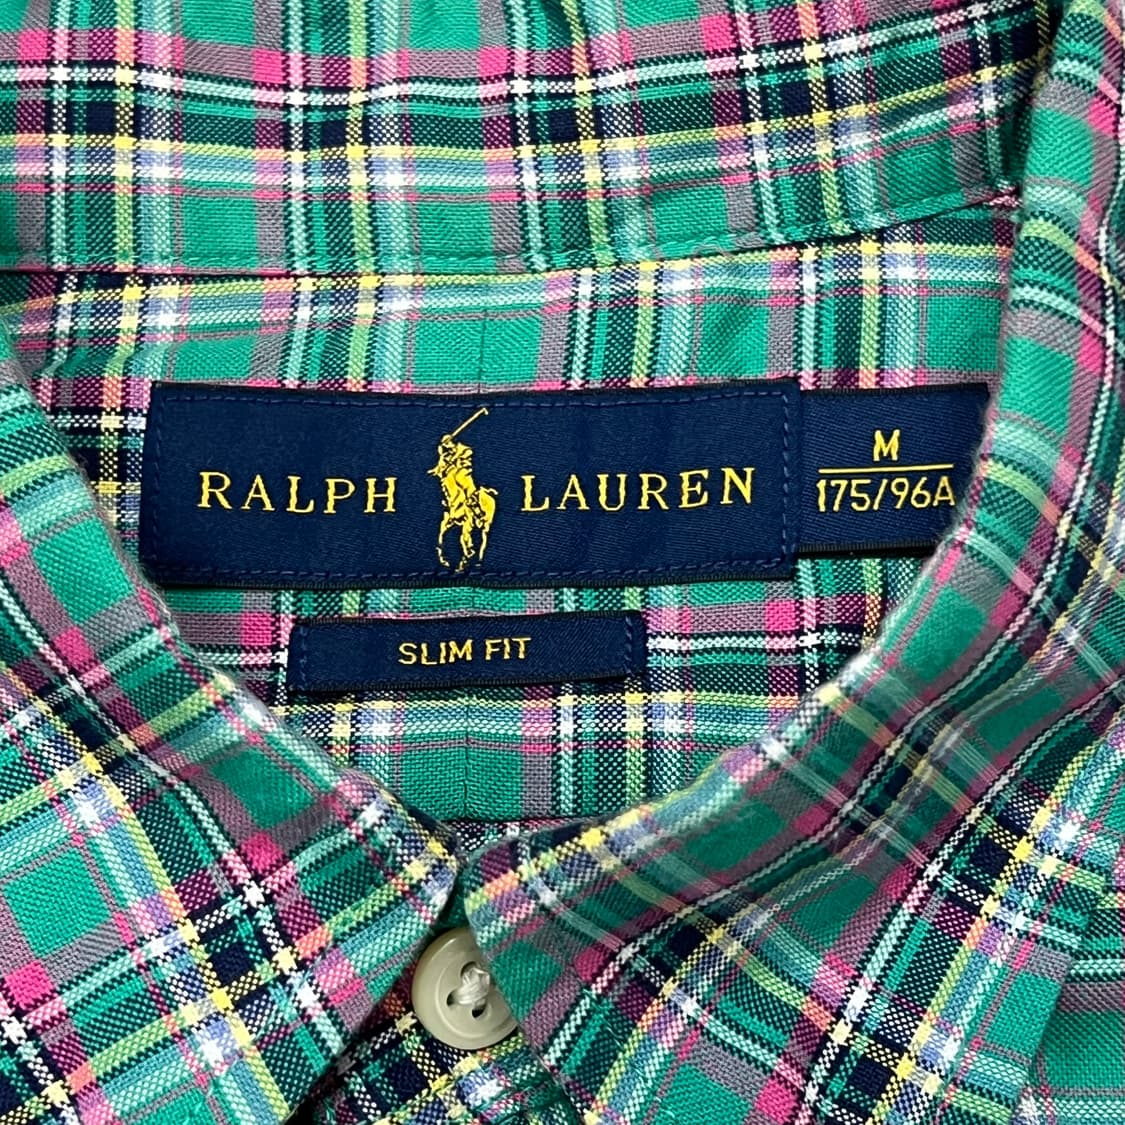 RALPH LAUREN
M
175/96A
SLIM FIT